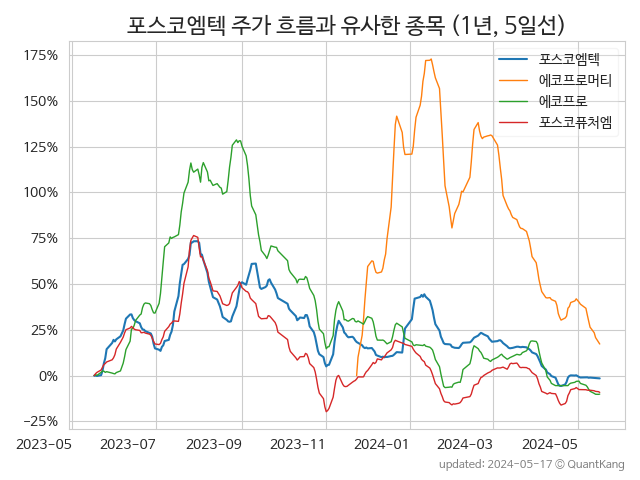 포스코엠텍 주가 흐름과 유사한 종목 (1년, 5일선)
175%
150%
125%
100%
75%
50%
25%
0%
−25%
포스코엠텍
에코프로머티
에코프로
포스코퓨처엠
2023-05
2023-07
2023-09
2023-11
2024-01
2024-03
2024-05
updated: 2024-05-17 © QuantKang